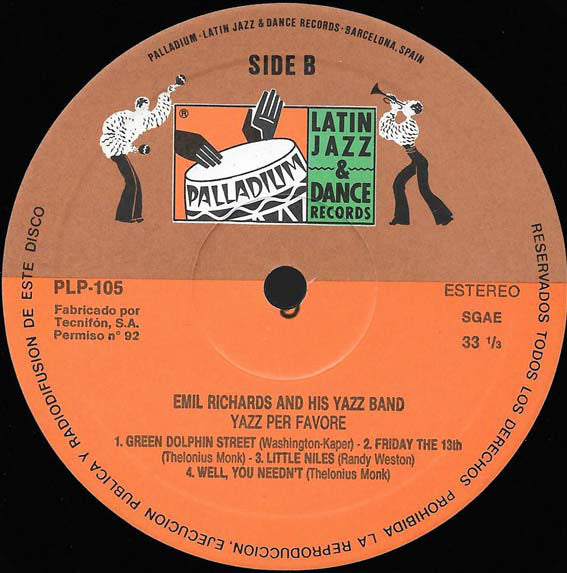 PALLADIUM - LATIN JAZZ & DANCE RECORDS - BARCELONA, SPAIN
SIDE B
®
PALLADIUM
LATIN
JAZZ
&
DANCE
RECORDS
PLP-105
Fabricado por
Tecnifón, S.A.
Permiso n° 92
ESTEREO
SGAE
33 1/3
EMIL RICHARDS AND HIS YAZZ BAND
YAZZ PER FAVORE
1. GREEN DOLPHIN STREET (Washington-Kaper) - 2. FRIDAY THE 13th
(Thelonius Monk) - 3. LITTLE NILES (Randy Weston)
4. WELL, YOU NEEDN'T (Thelonius Monk)
RESERVADOS TODOS LOS DERECHOS PROHIBIDA LA REPRODUCCION, EJECUCION PUBLICA Y RADIODIFUSION DE ESTE DISCO